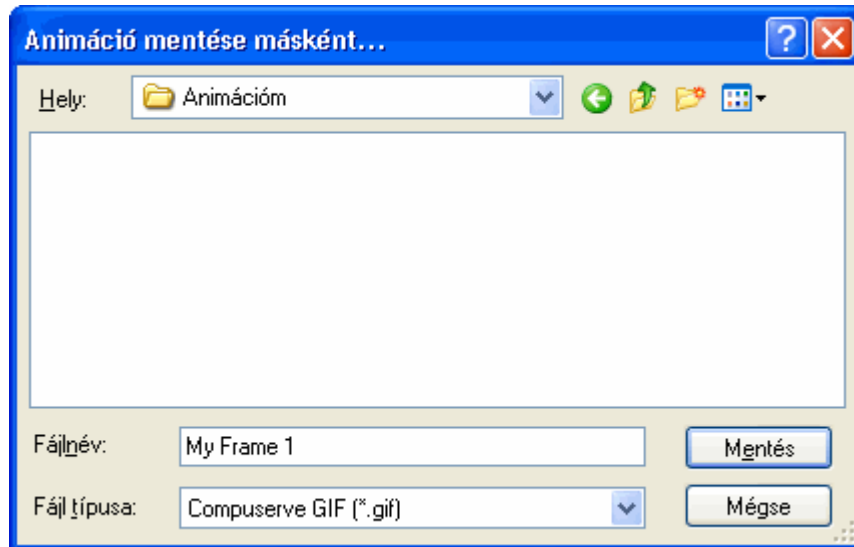 Animáció mentése másként...
Hely: Animációm
Fájlnév: My Frame 1 Mentés
Fájl típusa: Compuserve GIF (*.gif) Mégse